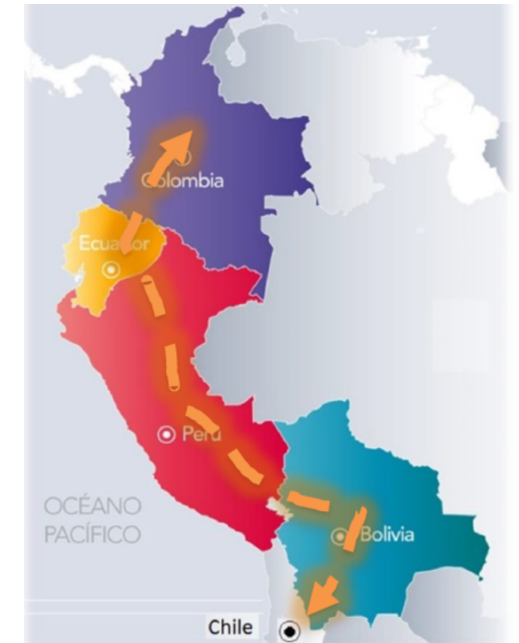 Colombia
Ecuador
Perú
OCÉANO
PACÍFICO
Bolivia
Chile